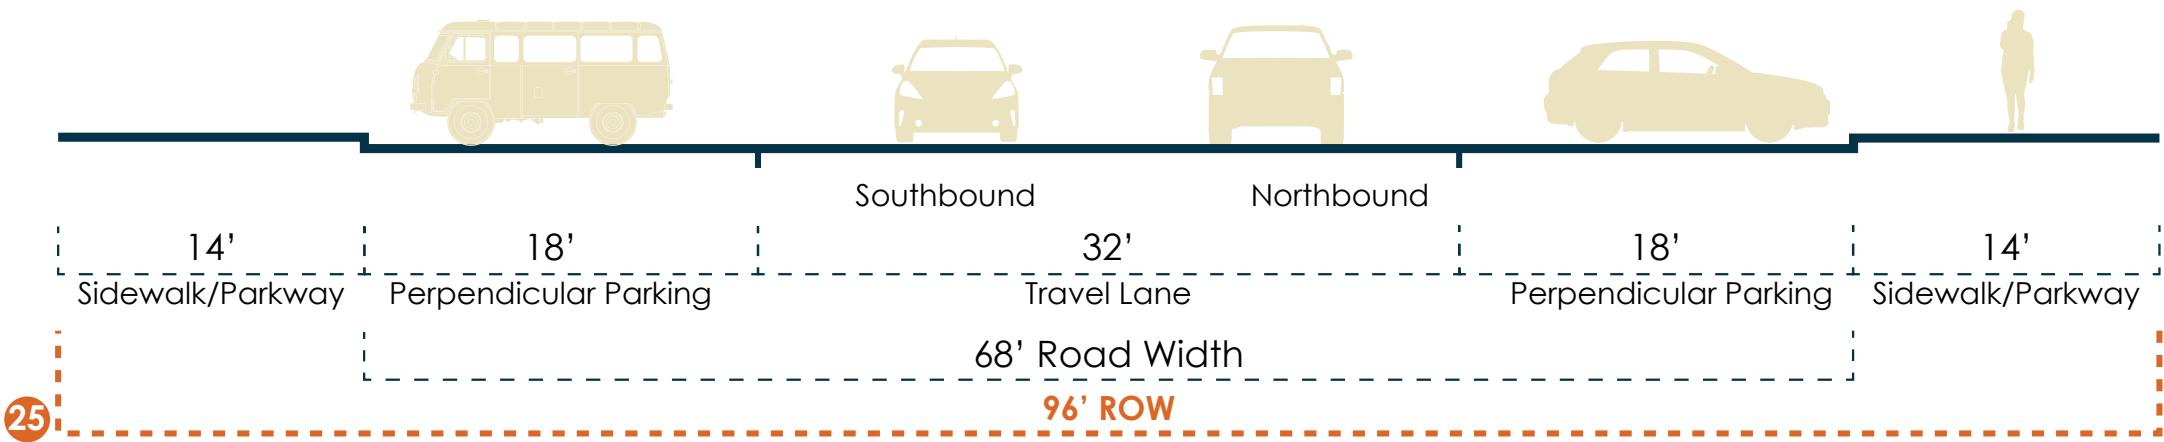 Southbound
Northbound
14’
18’
32’
18’
14’
Sidewalk/Parkway
Perpendicular Parking
Travel Lane
Perpendicular Parking
Sidewalk/Parkway
68’ Road Width
96’ ROW
25